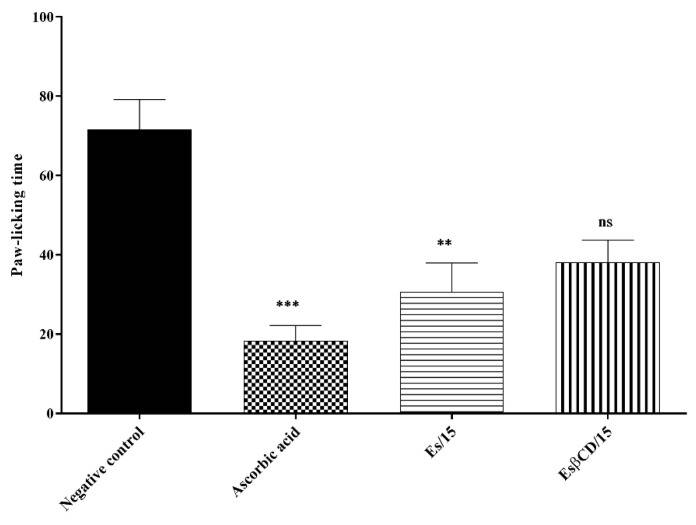 100
80
60
40
20
0
Paw-licking time
***
**
ns
Negative control
Ascorbic acid
Es/15
EsβCD/15